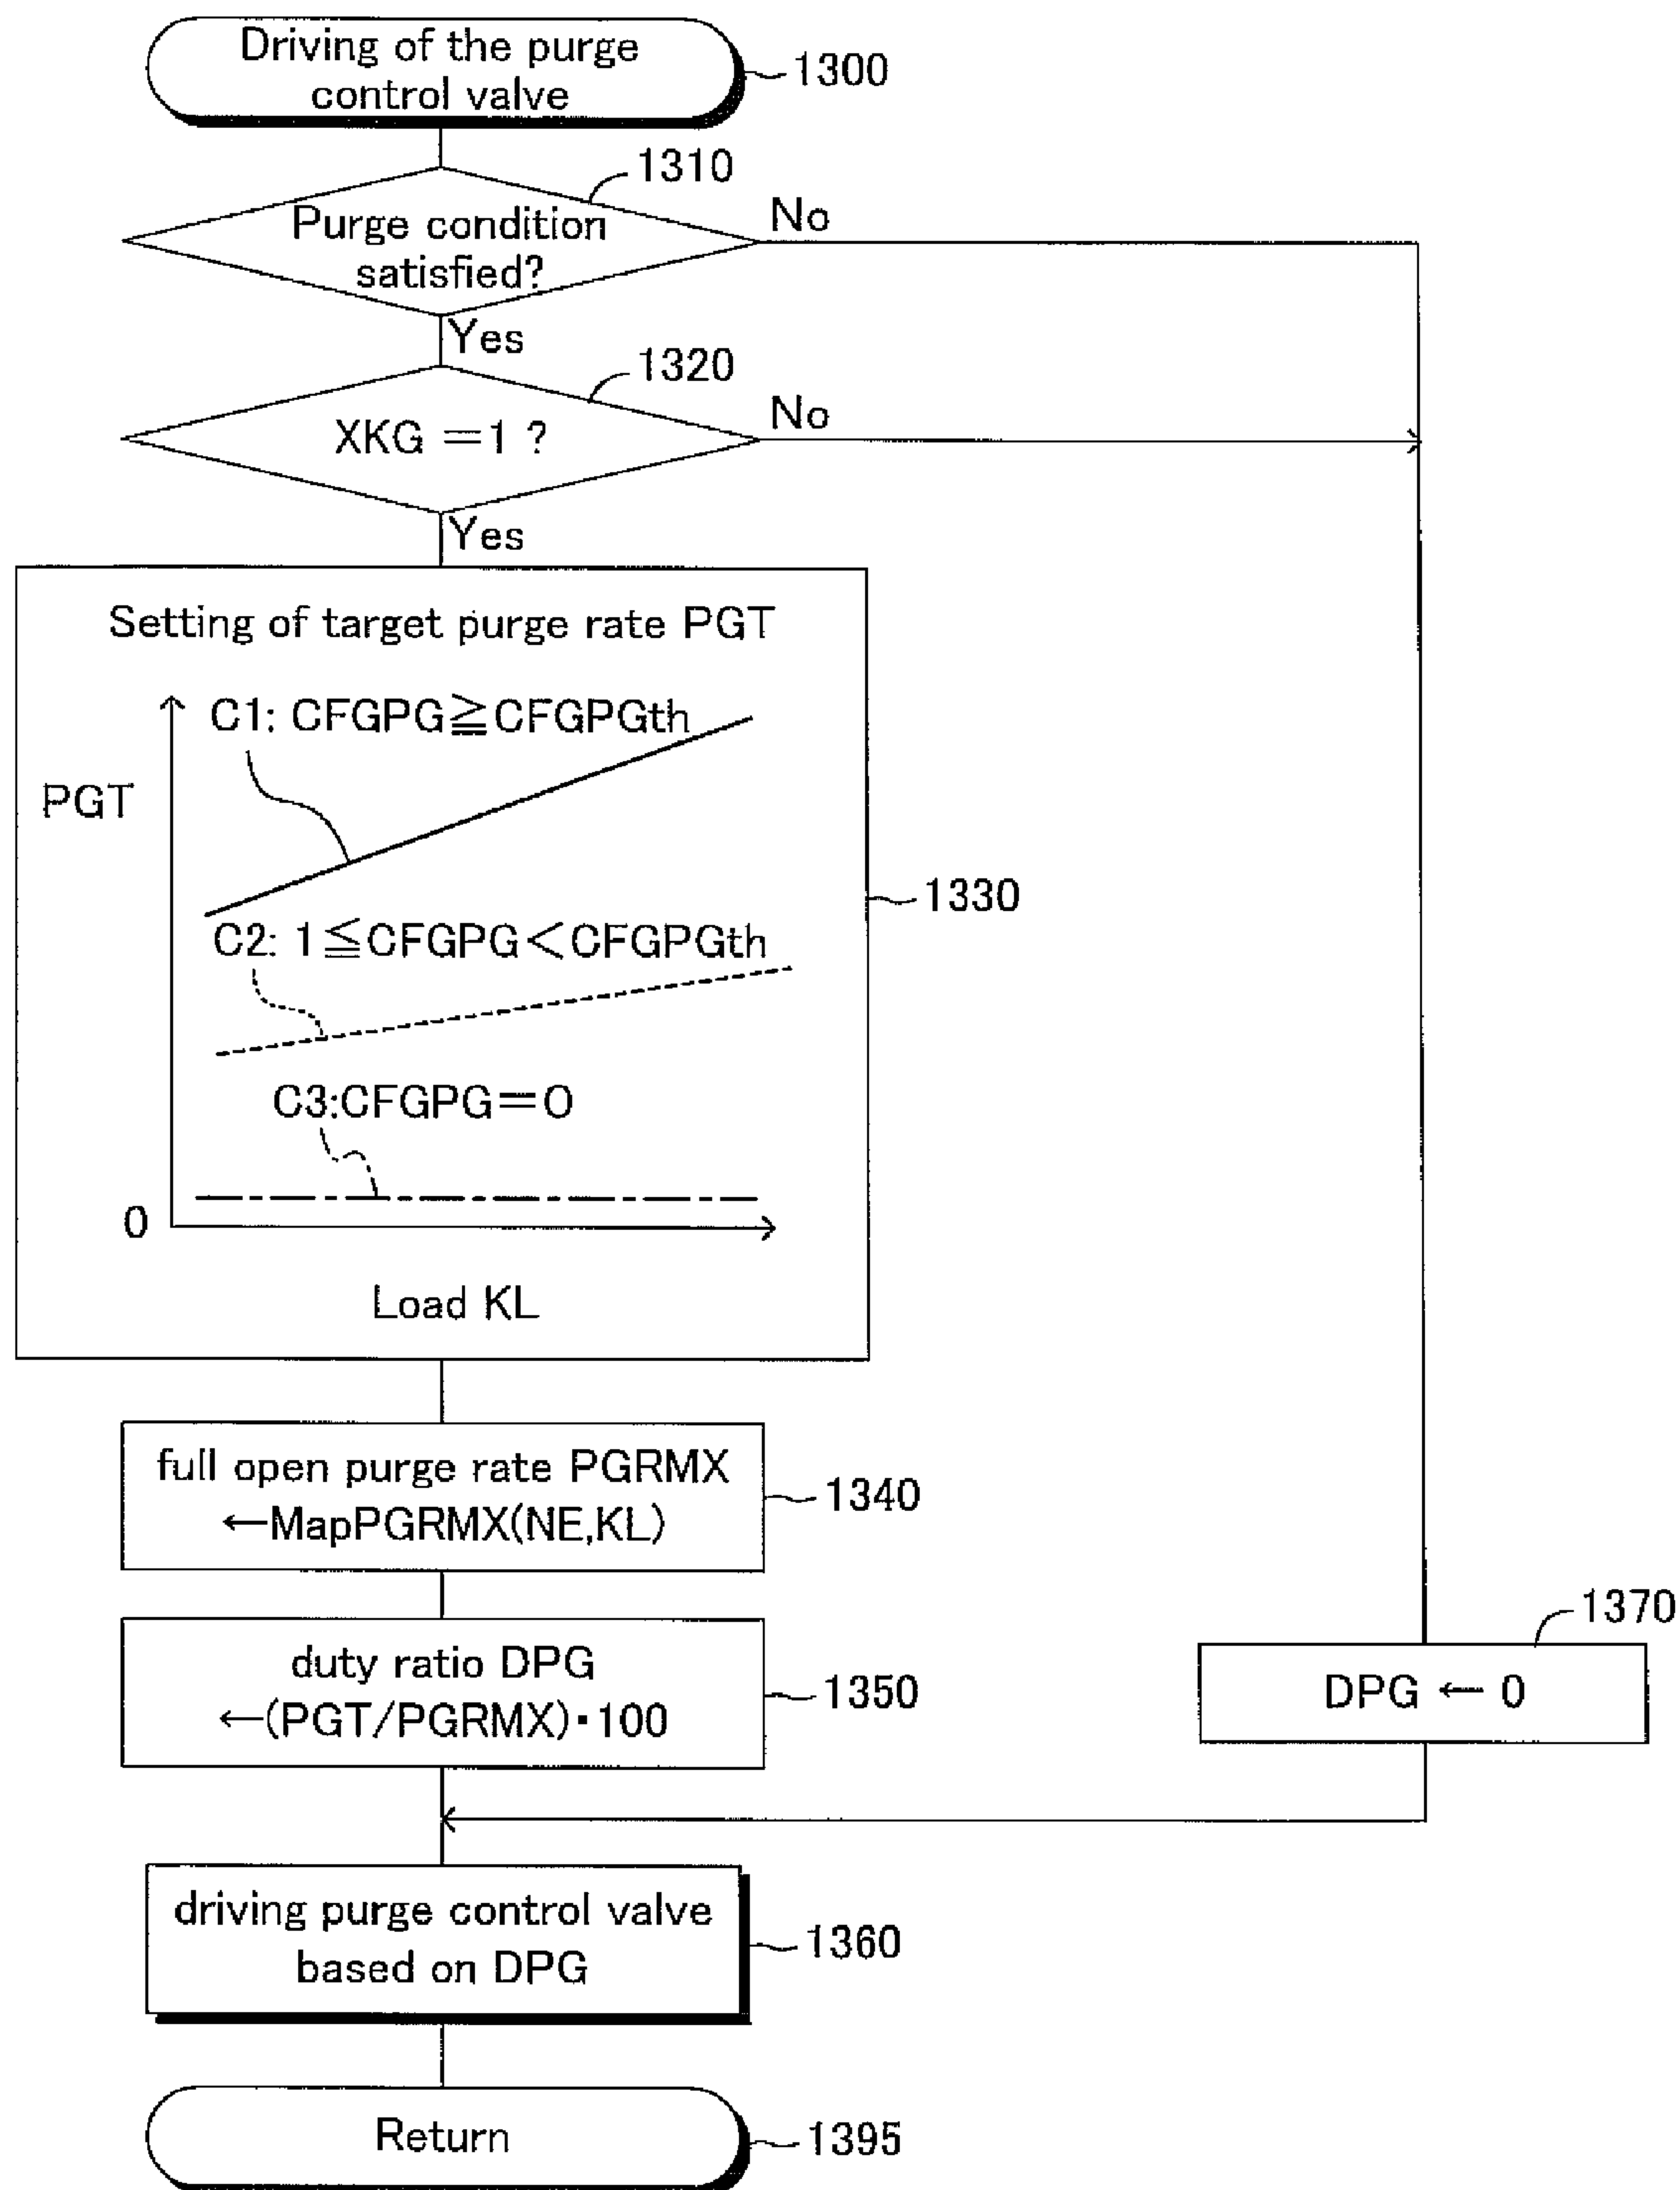 Driving of the purge
control valve
1300
1310
Purge condition
satisfied?
No
Yes
1320
XKG =1 ?
No
Yes
Setting of target purge rate PGT
C1: CFGPG≧CFGPGth
PGT
1330
C2: 1≦CFGPG<CFGPGth
C3:CFGPG=0
0
Load KL
full open purge rate PGRMX
←MapPGRMX(NE,KL)
1340
duty ratio DPG
←(PGT/PGRMX)・100
1350
1370
DPG ← 0
driving purge control valve
based on DPG
1360
Return
1395